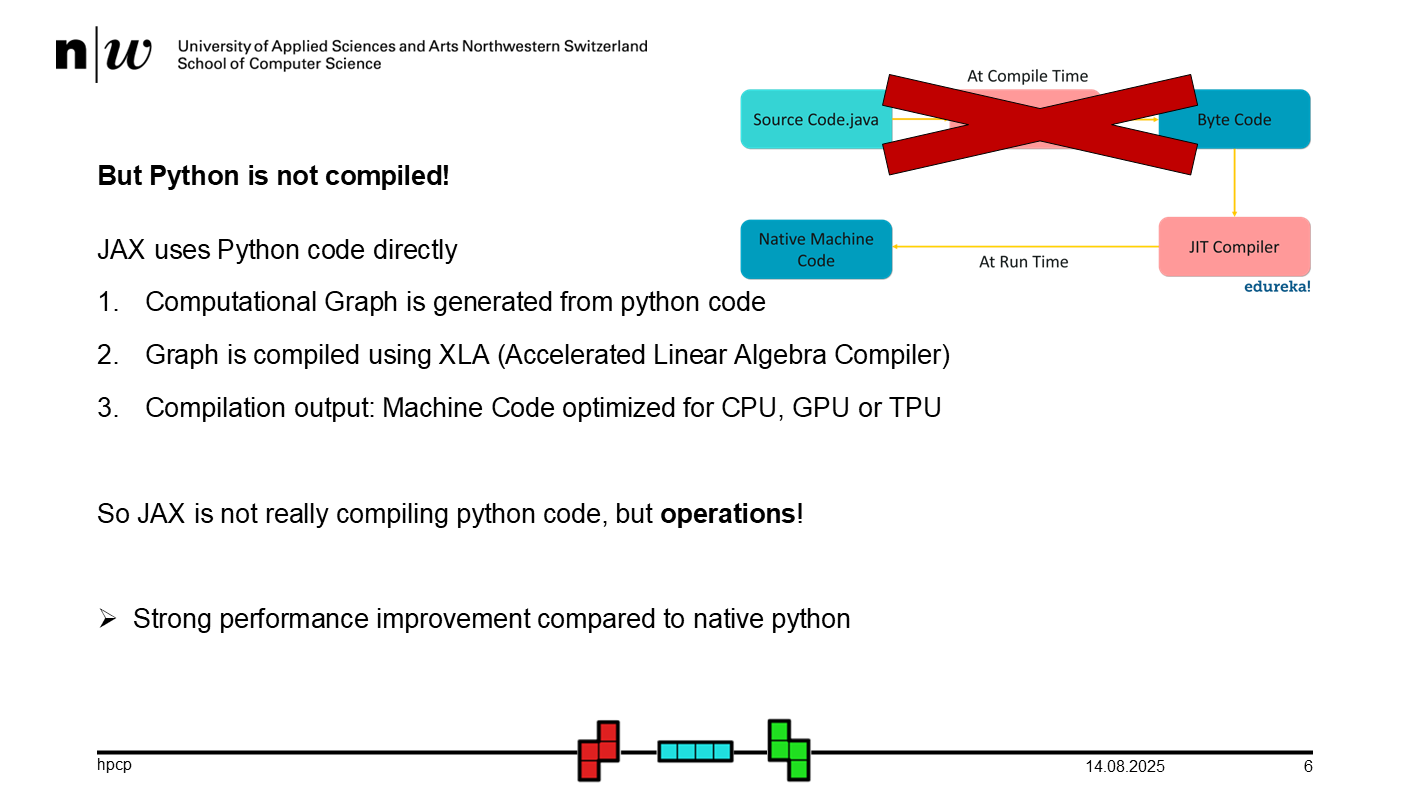 n|w University of Applied Sciences and Arts Northwestern Switzerland
School of Computer Science
At Compile Time
Source Code.java
Byte Code
But Python is not compiled!
Native Machine
Code
At Run Time
JIT Compiler
edureka!
JAX uses Python code directly
1. Computational Graph is generated from python code
2. Graph is compiled using XLA (Accelerated Linear Algebra Compiler)
3. Compilation output: Machine Code optimized for CPU, GPU or TPU
So JAX is not really compiling python code, but operations!
➢ Strong performance improvement compared to native python
hpcp
14.08.2025
6